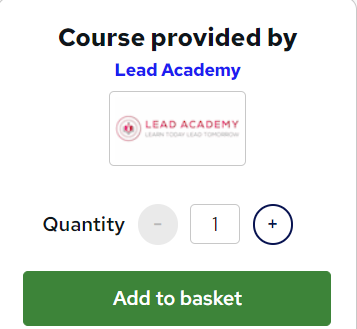 Course provided by
Lead Academy
LEAD ACADEMY
LEARN TODAY LEAD TOMORROW
Quantity - 1 +
Add to basket